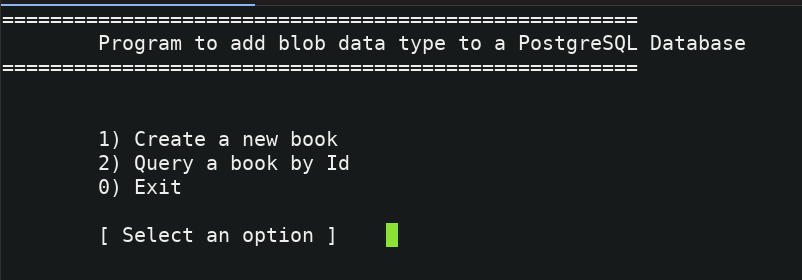 =====================================================
Program to add blob data type to a PostgreSQL Database
=====================================================
1) Create a new book
2) Query a book by Id
0) Exit
[ Select an option ]